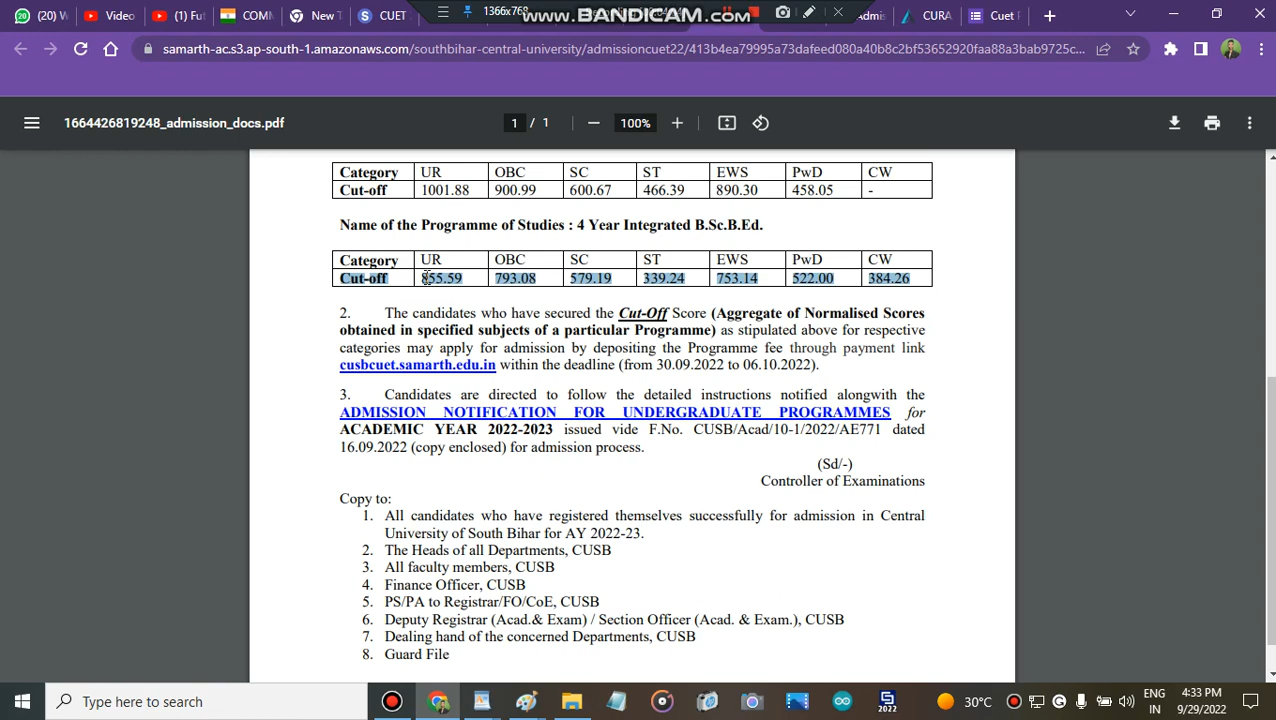 1366x768
www.BANDICAM.com
(20) W
Video
(1) Fut
COMM
New T
CUET
Admis
CURA
Cuet F
samarth-ac.s3.ap-south-1.amazonaws.com/southbihar-central-university/admissioncuet22/413b4ea79995a73dafeed080a40b8c2bf53652920faa88a3bab9725c...
1664426819248_admission_docs.pdf
1 / 1
100%
Category UR OBC SC ST EWS PwD CW
Cut-off 1001.88 900.99 600.67 466.39 890.30 458.05 -
Name of the Programme of Studies : 4 Year Integrated B.Sc.B.Ed.
Category UR OBC SC ST EWS PwD CW
Cut-off 855.59 793.08 579.19 339.24 753.14 522.00 384.26
2. The candidates who have secured the Cut-Off Score (Aggregate of Normalised Scores
obtained in specified subjects of a particular Programme) as stipulated above for respective
categories may apply for admission by depositing the Programme fee through payment link
cusbcuet.samarth.edu.in within the deadline (from 30.09.2022 to 06.10.2022).
3. Candidates are directed to follow the detailed instructions notified alongwith the
ADMISSION NOTIFICATION FOR UNDERGRADUATE PROGRAMMES for
ACADEMIC YEAR 2022-2023 issued vide F.No. CUSB/Acad/10-1/2022/AE771 dated
16.09.2022 (copy enclosed) for admission process.
(Sd/-)
Controller of Examinations
Copy to:
1. All candidates who have registered themselves successfully for admission in Central
University of South Bihar for AY 2022-23.
2. The Heads of all Departments, CUSB
3. All faculty members, CUSB
4. Finance Officer, CUSB
5. PS/PA to Registrar/FO/CoE, CUSB
6. Deputy Registrar (Acad.& Exam) / Section Officer (Acad. & Exam.), CUSB
7. Dealing hand of the concerned Departments, CUSB
8. Guard File
Type here to search
2022
30°C
ENG
IN
4:33 PM
9/29/2022